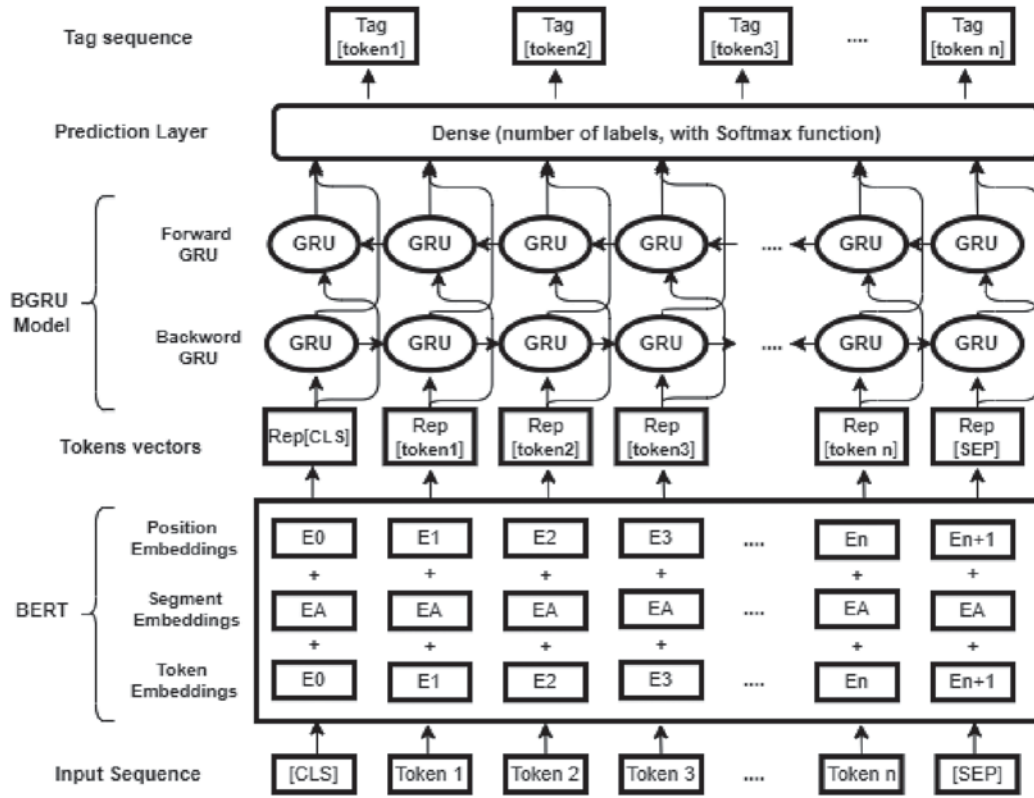 Tag sequence
Tag
[token1]
Tag
[token2]
Tag
[token3]
....
Tag
[token n]
Prediction Layer
Dense (number of labels, with Softmax function)
BGRU
Model
Forward
GRU
GRU
GRU
GRU
GRU
....
GRU
GRU
Backword
GRU
GRU
GRU
GRU
GRU
....
GRU
GRU
Tokens vectors
Rep[CLS]
Rep
[token1]
Rep
[token2]
Rep
[token3]
Rep
[token n]
Rep
[SEP]
BERT
Position
Embeddings
E0
E1
E2
E3
....
En
En+1
+ + + + + +
Segment
Embeddings
EA
EA
EA
EA
....
EA
EA
+ + + + + +
Token
Embeddings
E0
E1
E2
E3
....
En
En+1
Input Sequence
[CLS]
Token 1
Token 2
Token 3
....
Token n
[SEP]